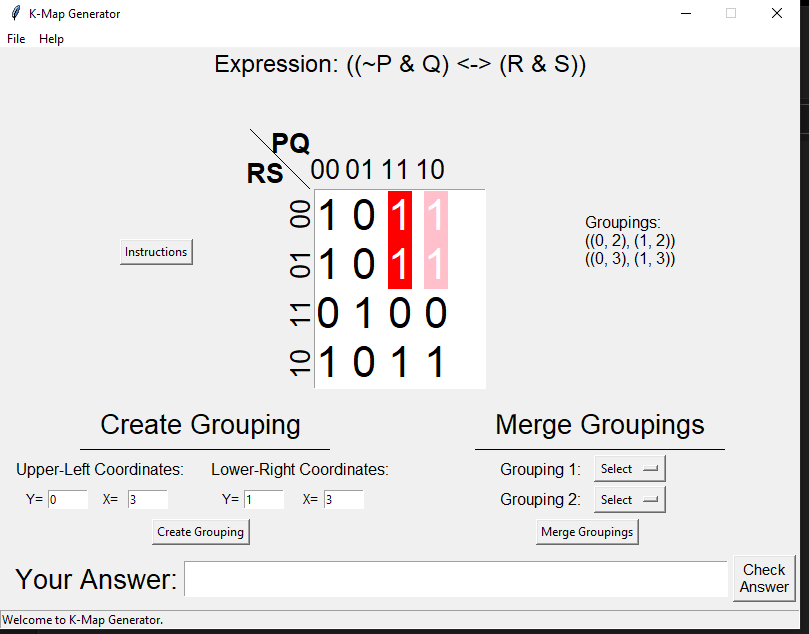 K-Map Generator
File Help
Expression: ((~P & Q) <-> (R & S))
PQ
RS
00 01 11 10
00 1 0 1 1
01 1 0 1 1
11 0 1 0 0
10 1 0 1 1
Instructions
Groupings:
((0, 2), (1, 2))
((0, 3), (1, 3))
Create Grouping
Upper-Left Coordinates: Lower-Right Coordinates:
Y= 0 X= 3 Y= 1 X= 3
Create Grouping
Merge Groupings
Grouping 1: Select
Grouping 2: Select
Merge Groupings
Your Answer:
Check
Answer
Welcome to K-Map Generator.